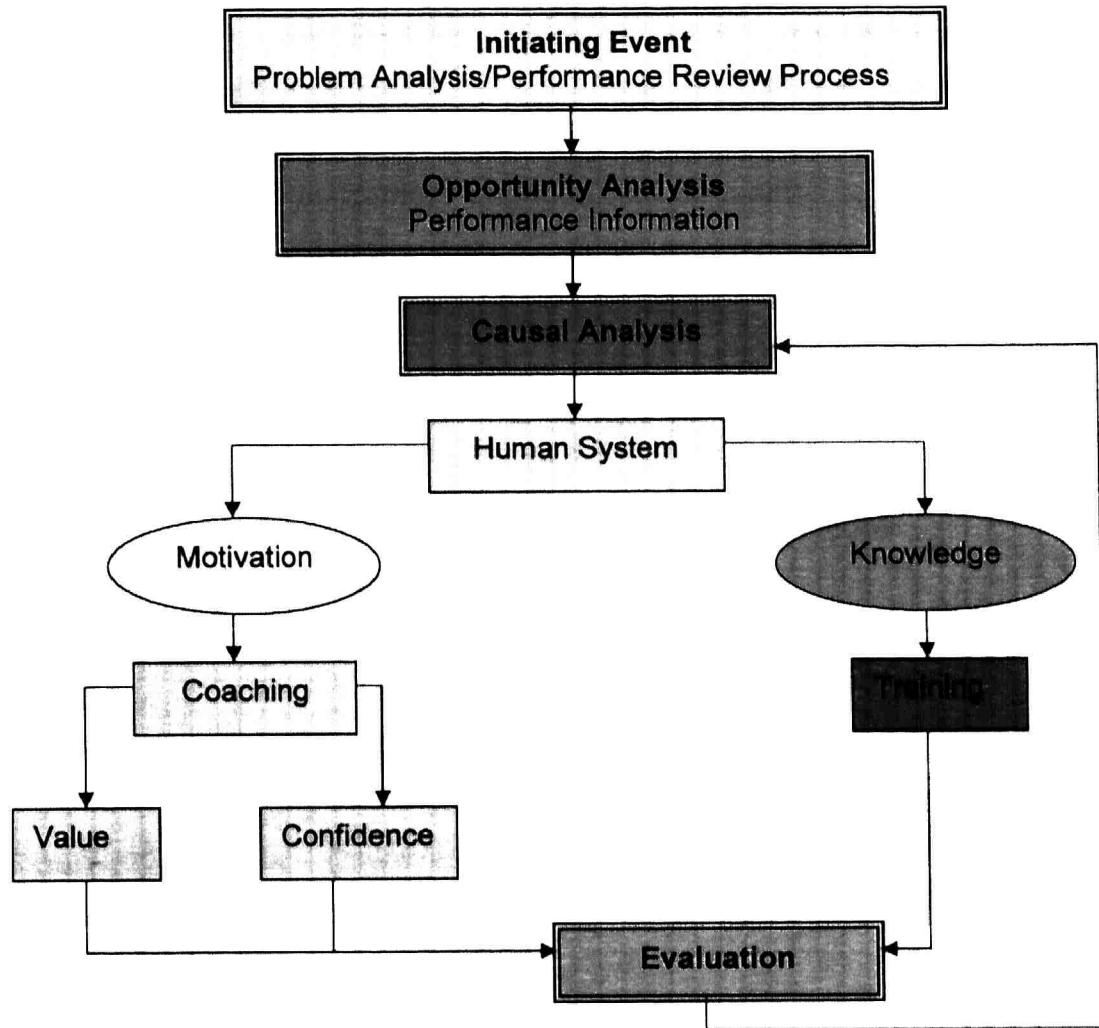 Initiating Event
Problem Analysis/Performance Review Process
Opportunity Analysis
Performance Information
Causal Analysis
Human System
Motivation
Knowledge
Coaching
Training
Value
Confidence
Evaluation